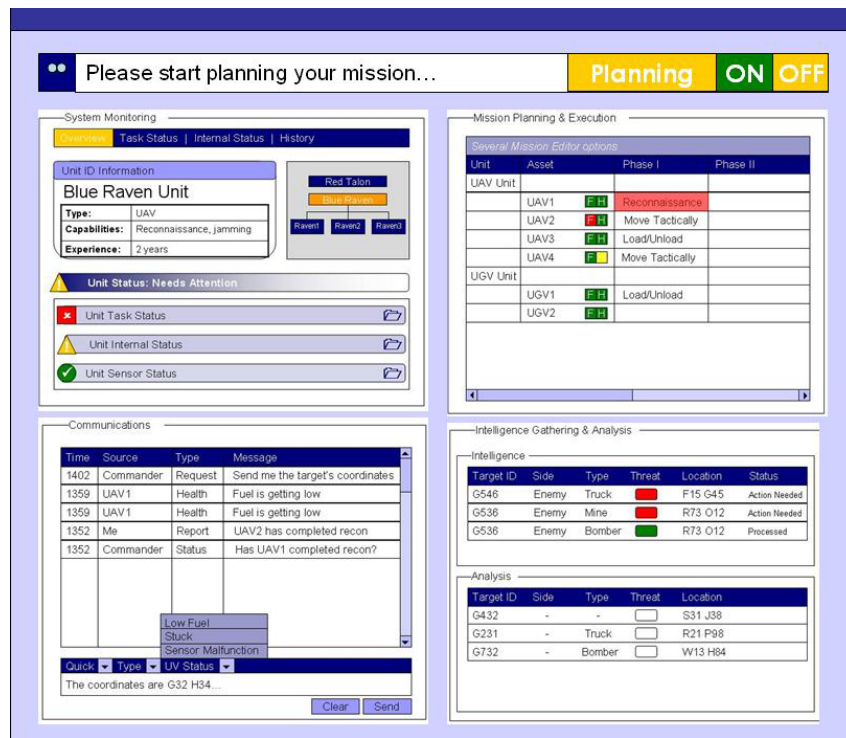 Please start planning your mission...
Planning ON OFF
System Monitoring
Overview Task Status | Internal Status | History
Unit ID Information
Blue Raven Unit
Type: UAV
Capabilities: Reconnaissance, jamming
Experience: 2 years
Red Talon
Blue Raven
Raven1 Raven2 Raven3
Unit Status: Needs Attention
Unit Task Status
Unit Internal Status
Unit Sensor Status
Mission Planning & Execution
Several Mission Editor options
Unit Asset Phase I Phase II
UAV Unit
UAV1 F H Reconnaissance
UAV2 F H Move Tactically
UAV3 F H Load/Unload
UAV4 F Move Tactically
UGV Unit
UGV1 F H Load/Unload
UGV2 F H
Communications
Time Source Type Message
1402 Commander Request Send me the target's coordinates
1359 UAV1 Health Fuel is getting low
1359 UAV1 Health Fuel is getting low
1352 Me Report UAV2 has completed recon
1352 Commander Status Has UAV1 completed recon?
Low Fuel
Stuck
Sensor Malfunction
Quick Type UV Status
The coordinates are G32 H34...
Clear Send
Intelligence Gathering & Analysis
Intelligence
Target ID Side Type Threat Location Status
G546 Enemy Truck F15 G45 Action Needed
G536 Enemy Mine R73 O12 Action Needed
G536 Enemy Bomber R73 O12 Processed
Analysis
Target ID Side Type Threat Location
G432 - - S31 J38
G231 - Truck R21 P98
G732 - Bomber W13 H84